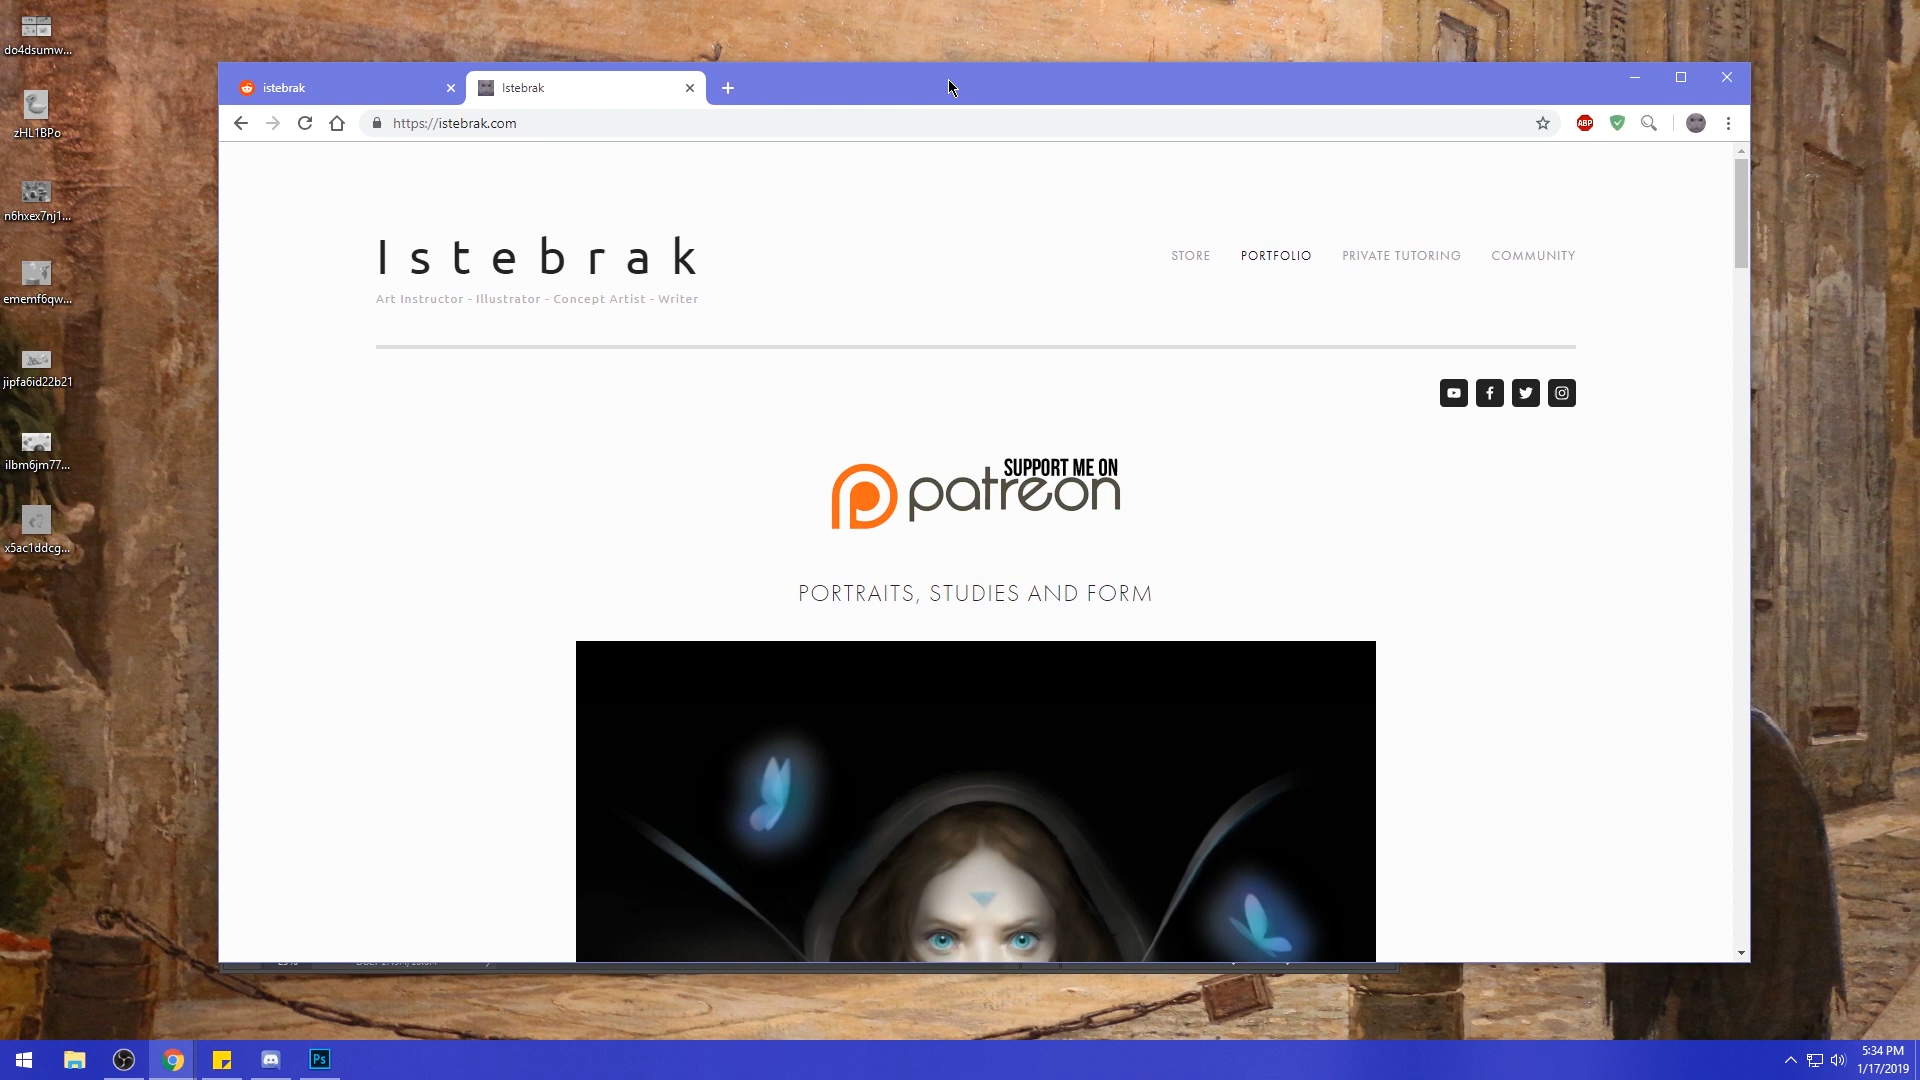 do4dsumw...
zHL1BPo
n6hxex7nj1...
ememf6qw...
jipfa6id22b21
ilbm6jm77...
x5ac1ddcg...
istebrak
Istebrak
https://istebrak.com
ABP
Istebrak
Art Instructor - Illustrator - Concept Artist - Writer
STORE PORTFOLIO PRIVATE TUTORING COMMUNITY
SUPPORT ME ON
patreon
PORTRAITS, STUDIES AND FORM
Ps
5:34 PM
1/17/2019